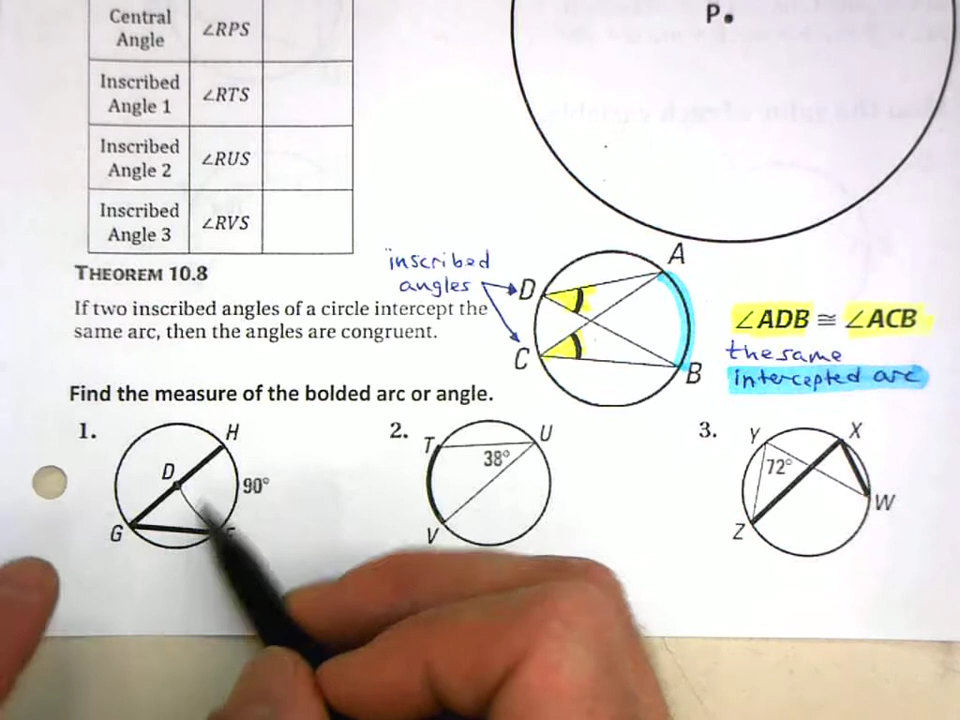 Central
Angle
∠RPS
Inscribed
Angle 1
∠RTS
Inscribed
Angle 2
∠RUS
Inscribed
Angle 3
∠RVS
P
THEOREM 10.8
If two inscribed angles of a circle intercept the
same arc, then the angles are congruent.
inscribed
angles
D
A
C
B
∠ADB ≅ ∠ACB
the same
intercepted arc
Find the measure of the bolded arc or angle.
1.
H
D
90°
G
2.
T
U
38°
V
3.
Y
X
72°
W
Z